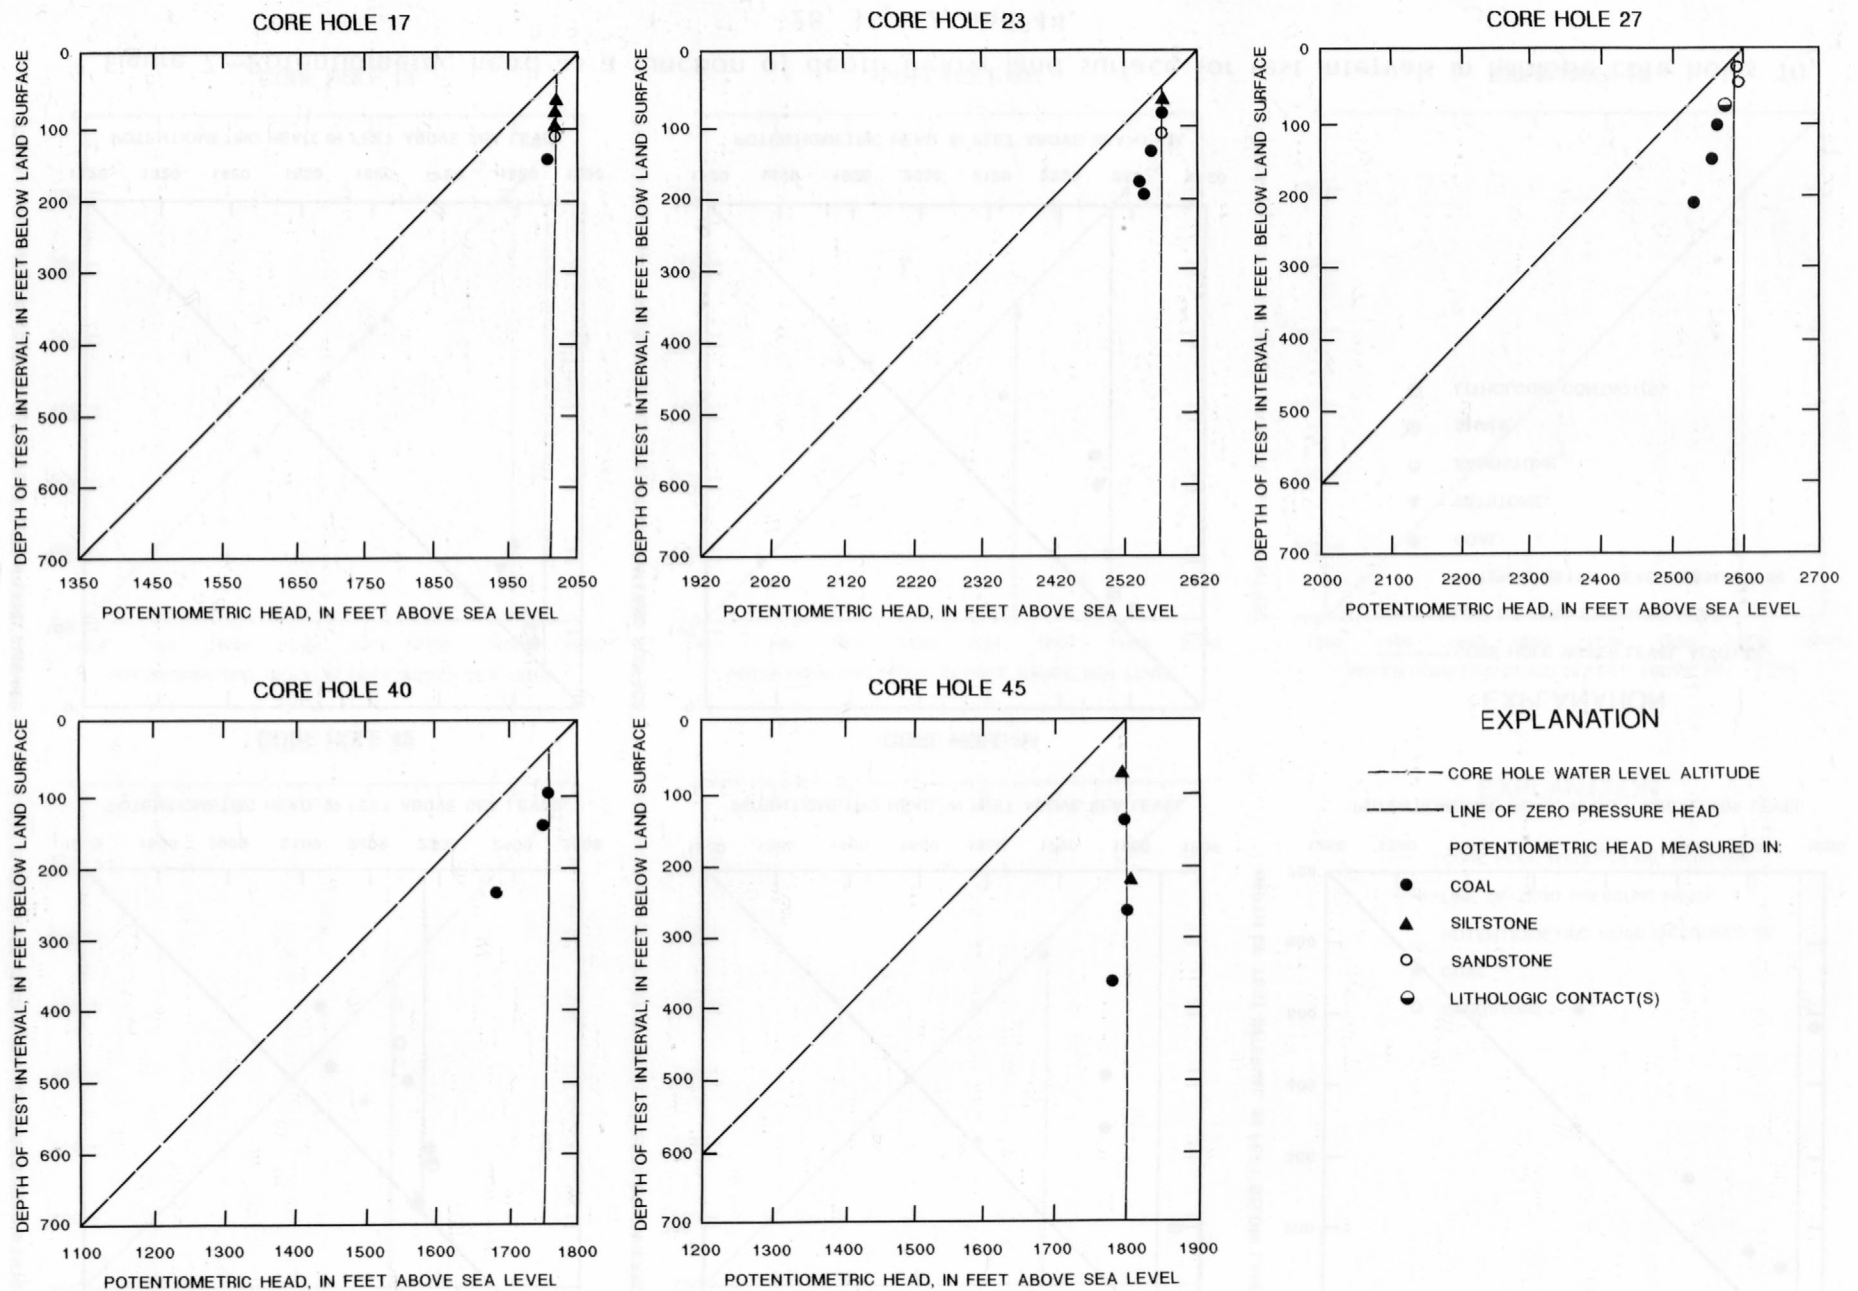 CORE HOLE 17
DEPTH OF TEST INTERVAL, IN FEET BELOW LAND SURFACE
0
100
200
300
400
500
600
700
1350 1450 1550 1650 1750 1850 1950 2050
POTENTIOMETRIC HEAD, IN FEET ABOVE SEA LEVEL
CORE HOLE 23
DEPTH OF TEST INTERVAL, IN FEET BELOW LAND SURFACE
0
100
200
300
400
500
600
700
1920 2020 2120 2220 2320 2420 2520 2620
POTENTIOMETRIC HEAD, IN FEET ABOVE SEA LEVEL
CORE HOLE 27
DEPTH OF TEST INTERVAL, IN FEET BELOW LAND SURFACE
0
100
200
300
400
500
600
700
2000 2100 2200 2300 2400 2500 2600 2700
POTENTIOMETRIC HEAD, IN FEET ABOVE SEA LEVEL
CORE HOLE 40
DEPTH OF TEST INTERVAL, IN FEET BELOW LAND SURFACE
0
100
200
300
400
500
600
700
1100 1200 1300 1400 1500 1600 1700 1800
POTENTIOMETRIC HEAD, IN FEET ABOVE SEA LEVEL
CORE HOLE 45
DEPTH OF TEST INTERVAL, IN FEET BELOW LAND SURFACE
0
100
200
300
400
500
600
700
1200 1300 1400 1500 1600 1700 1800 1900
POTENTIOMETRIC HEAD, IN FEET ABOVE SEA LEVEL
EXPLANATION
CORE HOLE WATER LEVEL ALTITUDE
LINE OF ZERO PRESSURE HEAD
POTENTIOMETRIC HEAD MEASURED IN:
COAL
SILTSTONE
SANDSTONE
LITHOLOGIC CONTACT(S)